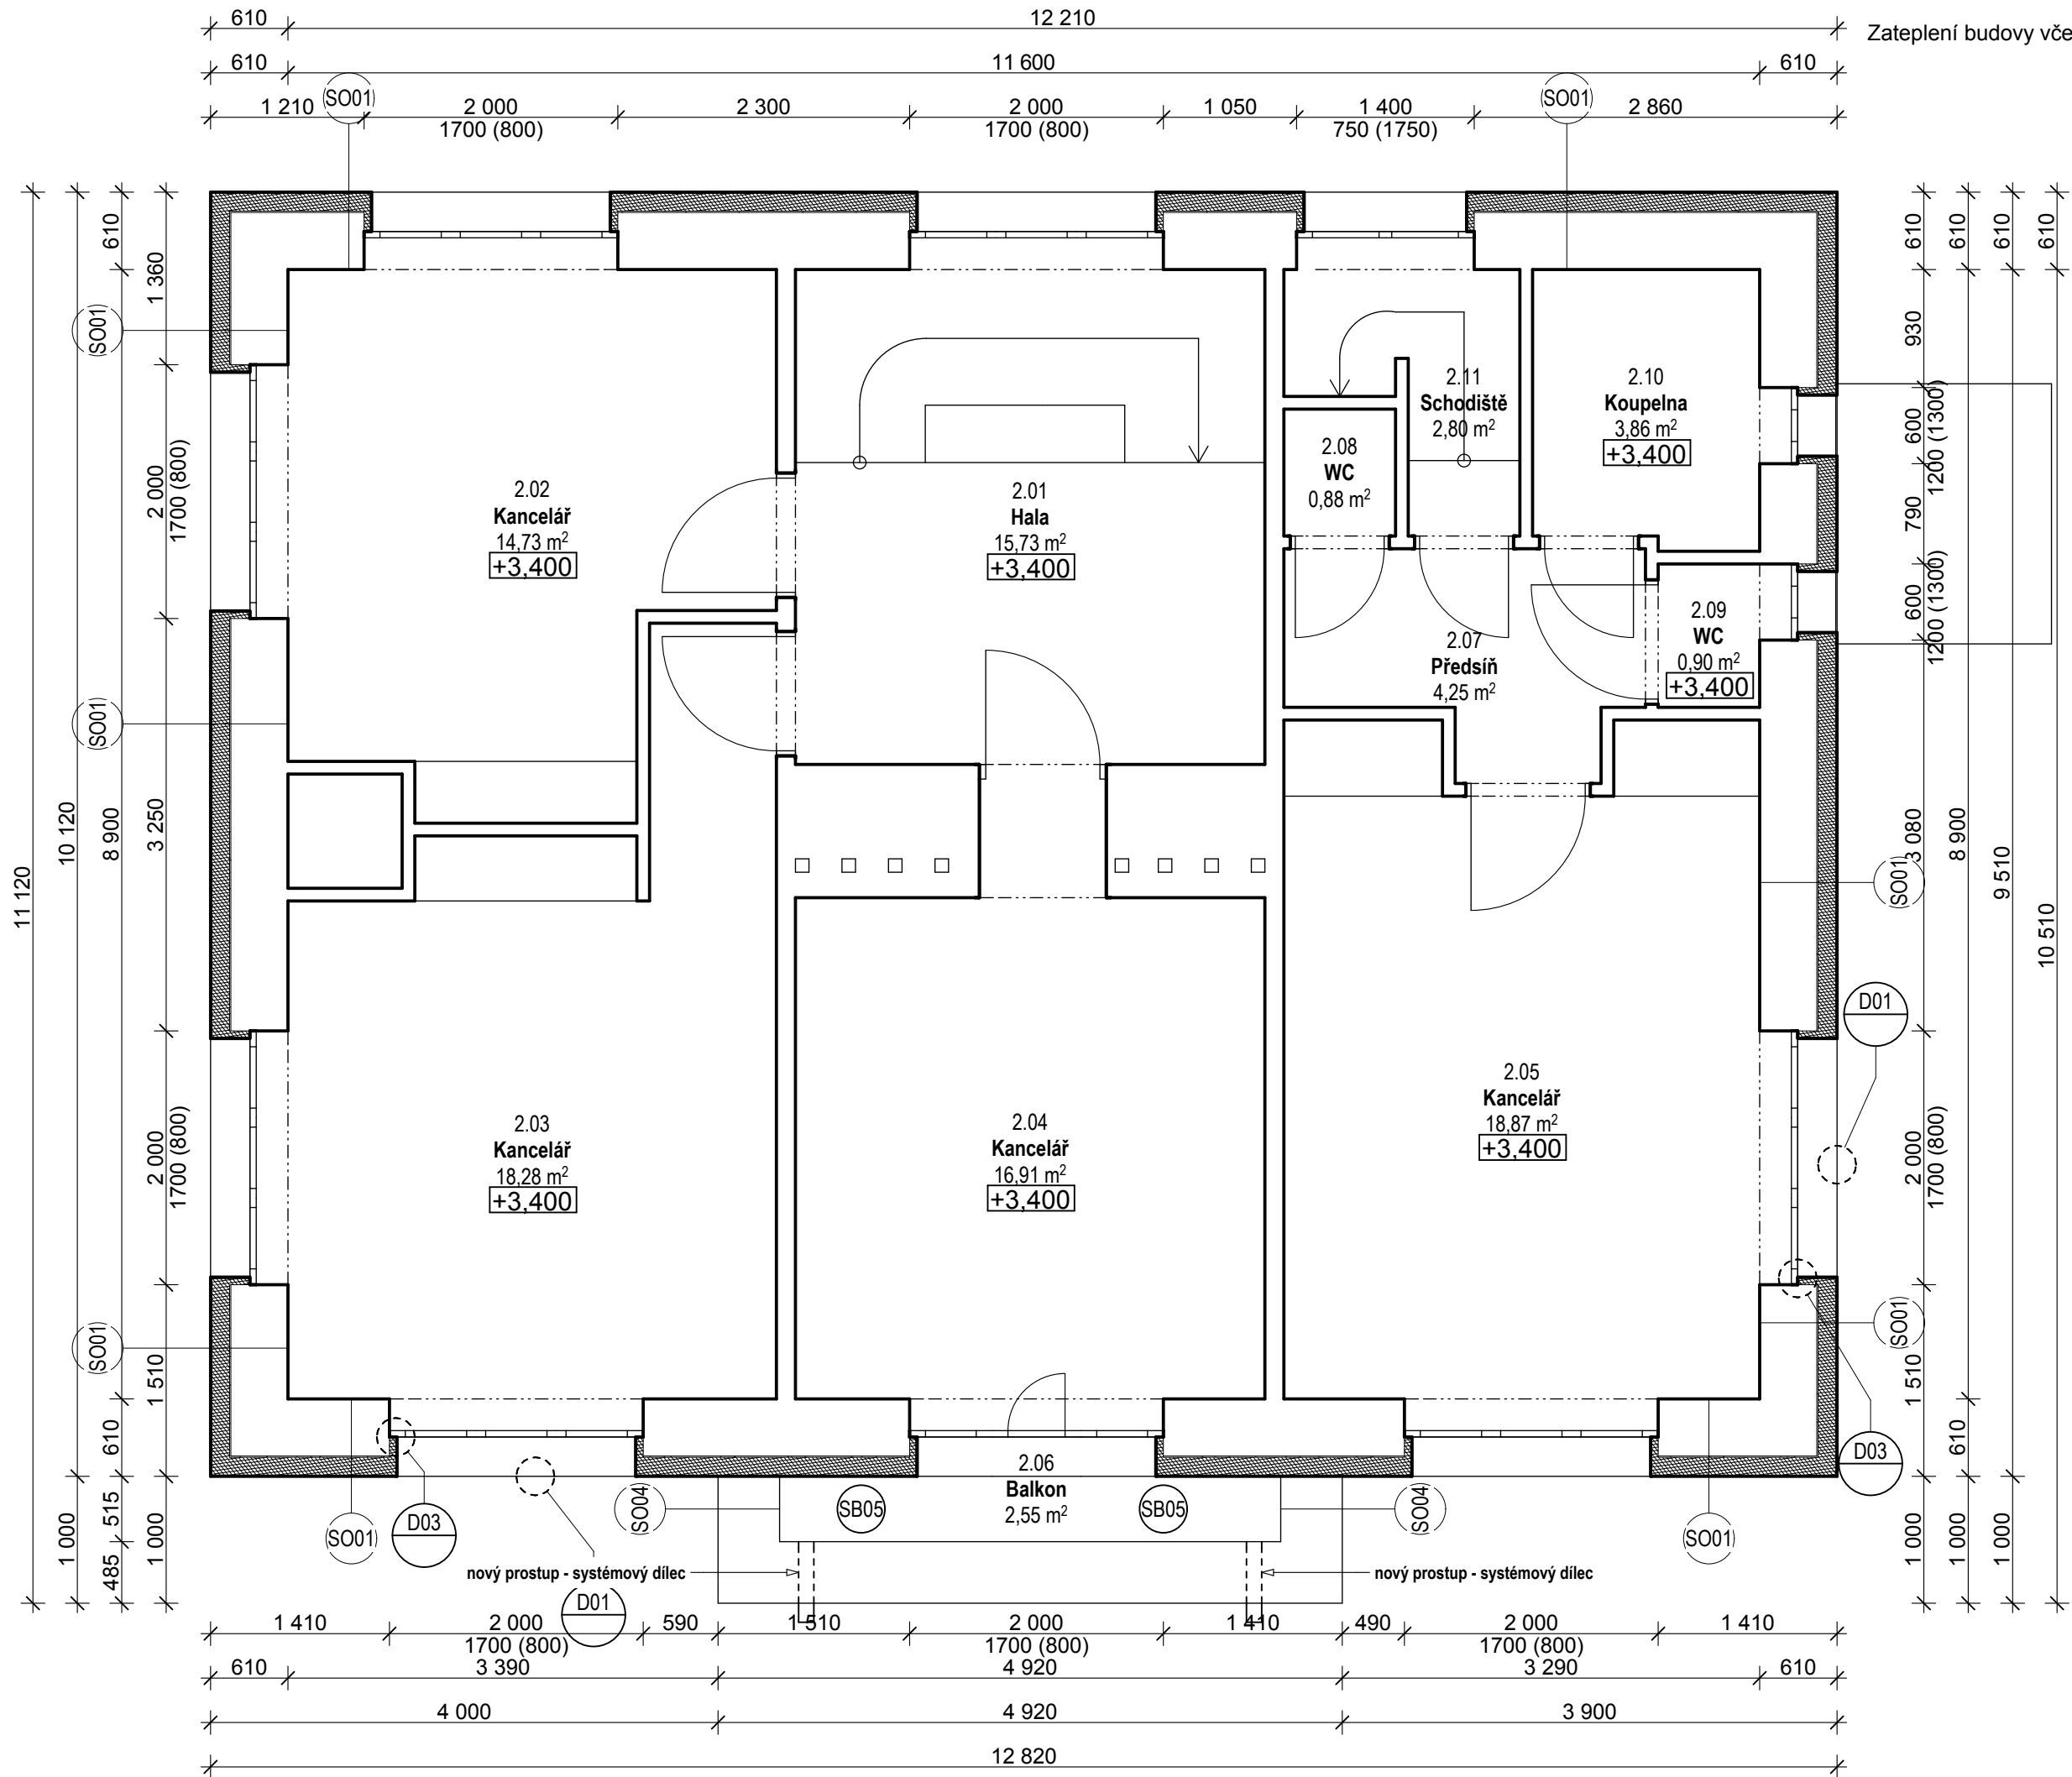 610
12 210
Zateplení budovy vče
610
11 600
610
SO01
SO01
1 210
2 000
2 300
2 000
1 050
1 400
2 860
1700 (800)
1700 (800)
750 (1750)
610
1 360
SO01
2 000
1700 (800)
SO01
3 250
8 900
10 120
11 120
2 000
1700 (800)
SO01
1 510
610
515
485
1 000
1 000
2.02
Kancelář
14,73 m²
+3,400
2.01
Hala
15,73 m²
+3,400
2.08
WC
0,88 m²
2.11
Schodiště
2,80 m²
2.10
Koupelna
3,86 m²
+3,400
2.07
Předsíň
4,25 m²
2.09
WC
0,90 m²
+3,400
2.03
Kancelář
18,28 m²
+3,400
2.04
Kancelář
16,91 m²
+3,400
2.05
Kancelář
18,87 m²
+3,400
610
610
610
610
930
600
1200 (1300)
790
600
1200 (1300)
3 080
SO01
8 900
9 510
10 510
D01
2 000
1700 (800)
SO01
1 510
610
D03
1 000
1 000
1 000
2.06
Balkon
2,55 m²
SO01
D03
SO04
SB05
SB05
SO04
SO01
nový prostup - systémový dílec
nový prostup - systémový dílec
D01
1 410
2 000
590
1 510
2 000
1 410
490
2 000
1 410
1700 (800)
1700 (800)
1700 (800)
610
3 390
4 920
3 290
610
4 000
4 920
3 900
12 820